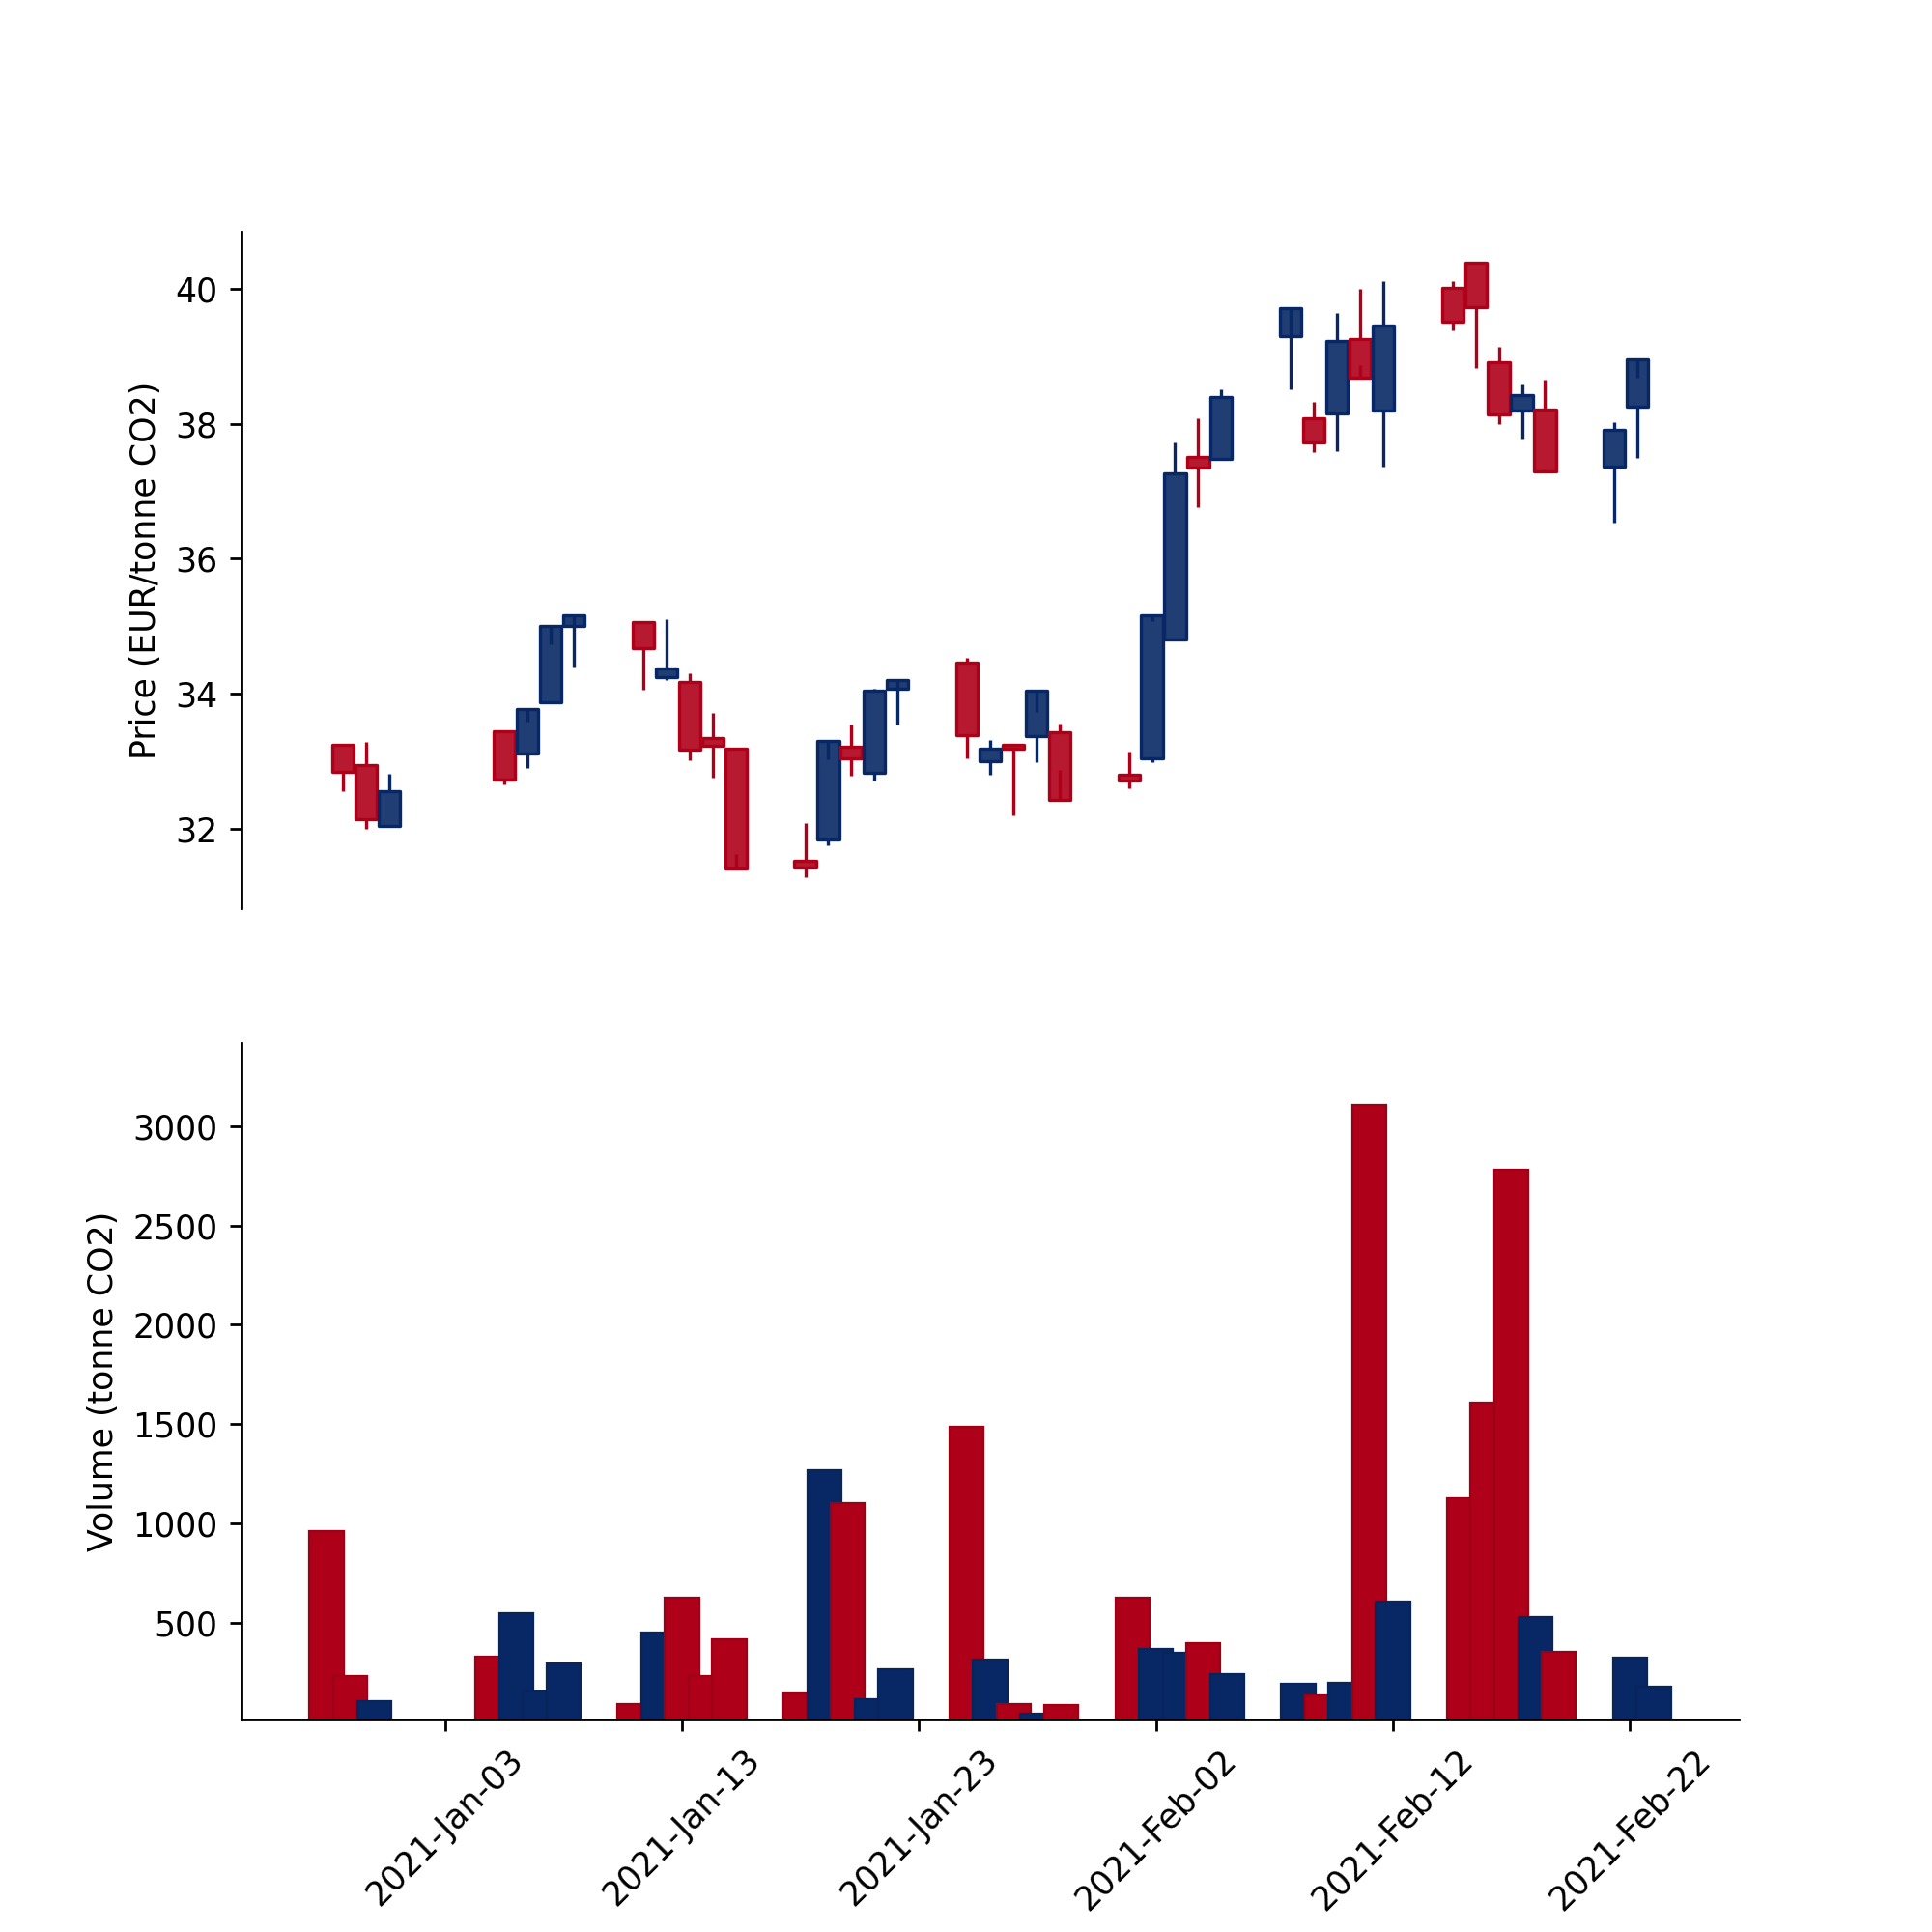 40
38
36
34
32
Price (EUR/tonne CO2)
3000
2500
2000
1500
1000
500
Volume (tonne CO2)
2021-Jan-03
2021-Jan-13
2021-Jan-23
2021-Feb-02
2021-Feb-12
2021-Feb-22